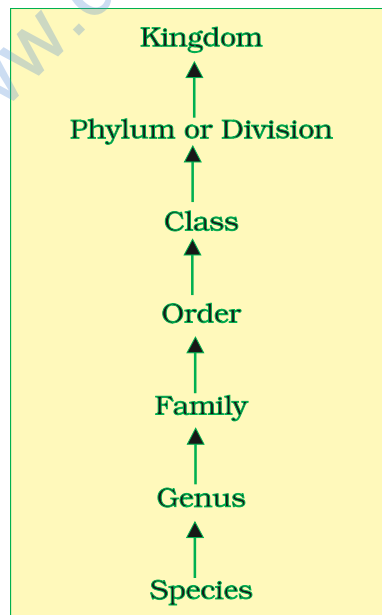 Kingdom
Phylum or Division
Class
Order
Family
Genus
Species